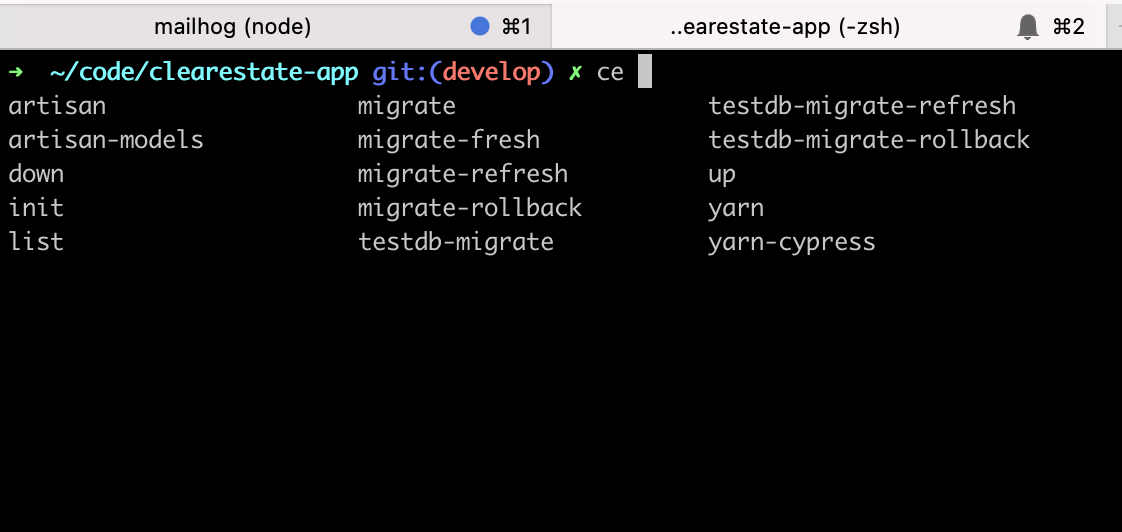 mailhog (node) ⌘1 ..earestate-app (-zsh) ⌘2
➜ ~/code/clearestate-app git:(develop) ✗ ce
artisan migrate testdb-migrate-refresh
artisan-models migrate-fresh testdb-migrate-rollback
down migrate-refresh up
init migrate-rollback yarn
list testdb-migrate yarn-cypress